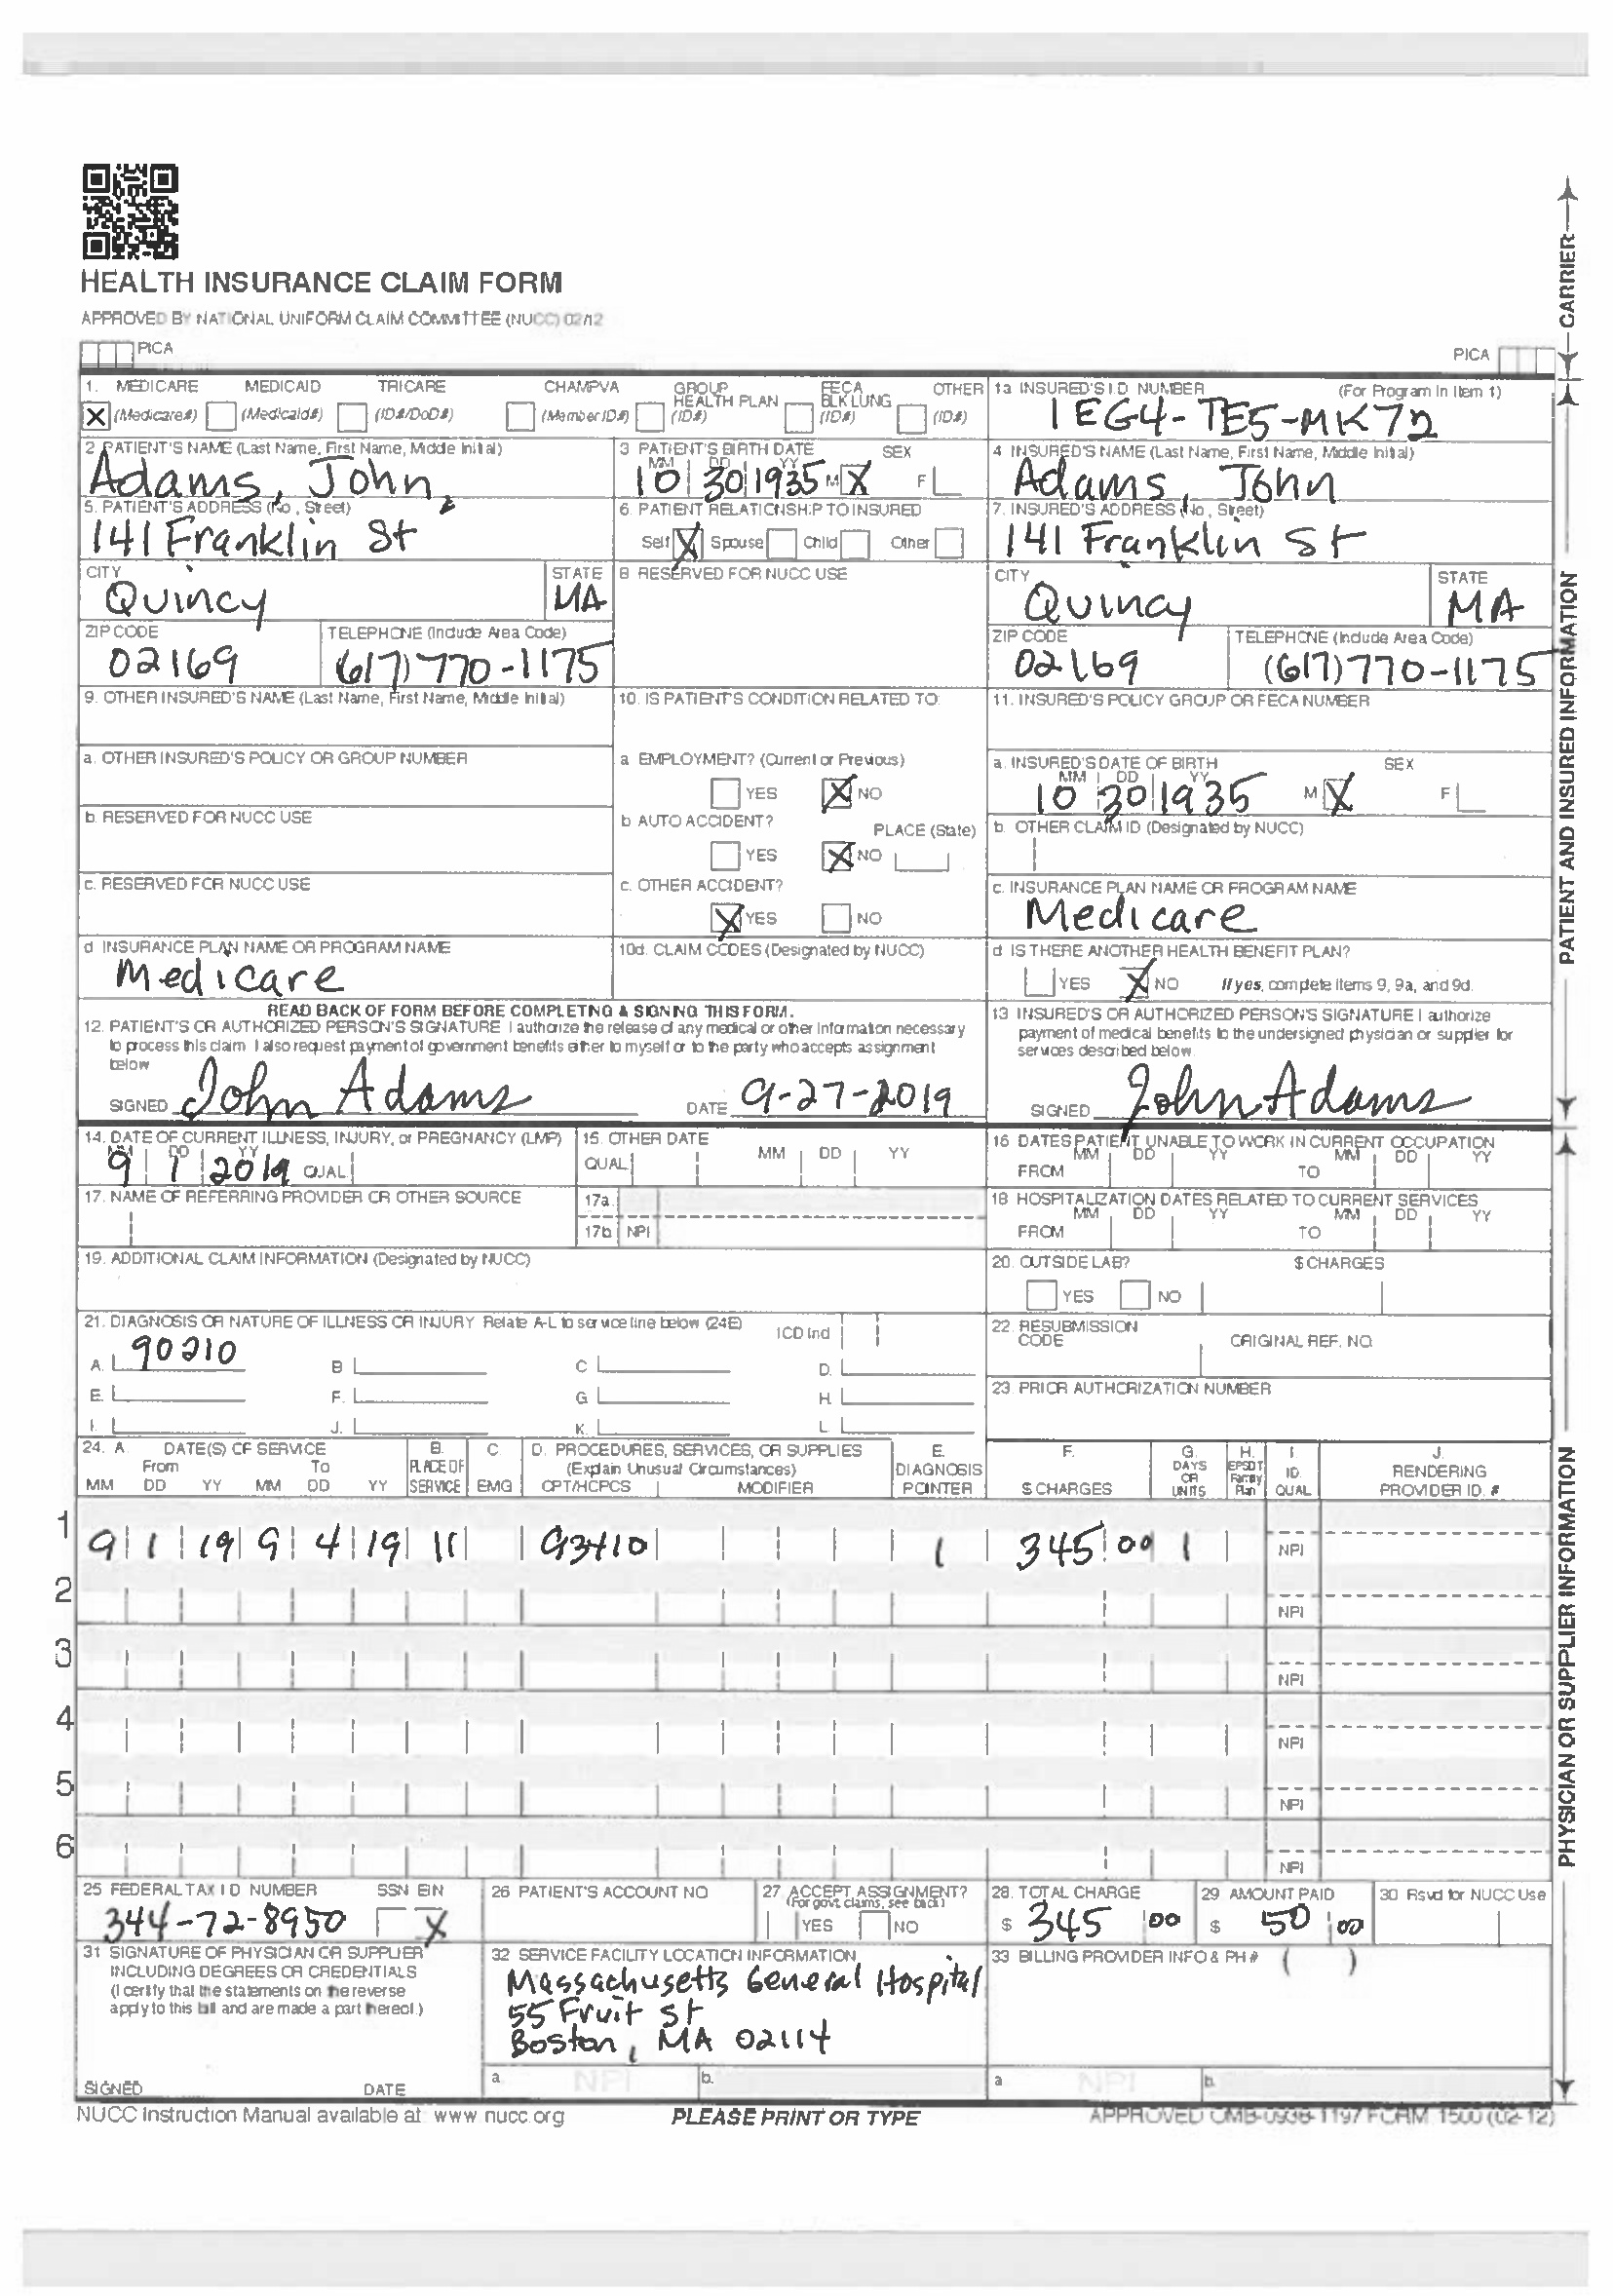 HEALTH INSURANCE CLAIM FORM
APPROVED BY NATIONAL UNIFORM CLAIM COMMITTEE (NUCC) 02/12
PICA PICA
CARRIER
1. MEDICARE MEDICAID TRICARE CHAMPVA GROUP HEALTH PLAN FECA BLK LUNG OTHER
X (Medicare#) (Medicaid#) (ID#/DoD#) (Member ID#) (ID#) (ID#) (ID#)
1a INSURED'S I.D. NUMBER (For Program in Item 1)
1EG4-TE5-MK72
2 PATIENT'S NAME (Last Name, First Name, Middle Initial)
Adams, John,
3 PATIENT'S BIRTH DATE SEX
MM DD YY
10 30 1935 M X F
4 INSURED'S NAME (Last Name, First Name, Middle Initial)
Adams, John
5. PATIENT'S ADDRESS (No., Street)
141 Franklin St
6. PATIENT RELATIONSHIP TO INSURED
Self X Spouse Child Other
7. INSURED'S ADDRESS (No., Street)
141 Franklin St
CITY STATE
Quincy MA
8 RESERVED FOR NUCC USE
CITY STATE
Quincy MA
ZIP CODE TELEPHONE (Include Area Code)
02169 (617) 770-1175
ZIP CODE TELEPHONE (Include Area Code)
02169 (617) 770-1175
PATIENT AND INSURED INFORMATION
9. OTHER INSURED'S NAME (Last Name, First Name, Middle Initial)
10. IS PATIENT'S CONDITION RELATED TO:
11. INSURED'S POLICY GROUP OR FECA NUMBER
a. OTHER INSURED'S POLICY OR GROUP NUMBER
a EMPLOYMENT? (Current or Previous)
YES X NO
a. INSURED'S DATE OF BIRTH SEX
MM DD YY
10 30 1935 M X F
b. RESERVED FOR NUCC USE
b AUTO ACCIDENT? PLACE (State)
YES X NO
b. OTHER CLAIM ID (Designated by NUCC)
c. RESERVED FOR NUCC USE
c. OTHER ACCIDENT?
X YES NO
c. INSURANCE PLAN NAME OR PROGRAM NAME
Medicare
d INSURANCE PLAN NAME OR PROGRAM NAME
Medicare
10d. CLAIM CODES (Designated by NUCC)
d IS THERE ANOTHER HEALTH BENEFIT PLAN?
YES X NO If yes, complete items 9, 9a, and 9d.
READ BACK OF FORM BEFORE COMPLETING & SIGNING THIS FORM.
12. PATIENT'S OR AUTHORIZED PERSON'S SIGNATURE I authorize the release of any medical or other information necessary
to process this claim. I also request payment of government benefits either to myself or to the party who accepts assignment
below
SIGNED John Adams DATE 9-27-2019
13 INSURED'S OR AUTHORIZED PERSON'S SIGNATURE I authorize
payment of medical benefits to the undersigned physician or supplier for
services described below
SIGNED John Adams
14. DATE OF CURRENT ILLNESS, INJURY, or PREGNANCY (LMP)
MM DD YY
9 1 2019 QUAL
15. OTHER DATE
QUAL MM DD YY
16 DATES PATIENT UNABLE TO WORK IN CURRENT OCCUPATION
MM DD YY MM DD YY
FROM TO
17. NAME OF REFERRING PROVIDER OR OTHER SOURCE
17a.
17b NPI
18 HOSPITALIZATION DATES RELATED TO CURRENT SERVICES
MM DD YY MM DD YY
FROM TO
19. ADDITIONAL CLAIM INFORMATION (Designated by NUCC)
20. OUTSIDE LAB? $ CHARGES
YES NO
21. DIAGNOSIS OR NATURE OF ILLNESS OR INJURY Relate A-L to service line below (24E) ICD Ind
A. 90210 B C D.
E. F. G H.
I. J. K. L
22. RESUBMISSION CODE ORIGINAL REF. NO.
23. PRIOR AUTHORIZATION NUMBER
24. A. DATE(S) OF SERVICE B. C. D. PROCEDURES, SERVICES, OR SUPPLIES E. F. G. H. I. J.
From To PLACE OF (Explain Unusual Circumstances) DIAGNOSIS DAYS OR UNITS EPSDT Family Plan ID. RENDERING
MM DD YY MM DD YY SERVICE EMG CPT/HCPCS MODIFIER POINTER $ CHARGES QUAL PROVIDER ID. #
1 9 1 19 9 4 19 11 93410 1 345 00 1 NPI
2 NPI
3 NPI
4 NPI
5 NPI
6 NPI
PHYSICIAN OR SUPPLIER INFORMATION
25 FEDERAL TAX I D NUMBER SSN EIN
344-72-8950 X
26 PATIENT'S ACCOUNT NO
27 ACCEPT ASSIGNMENT?
(For govt. claims, see back)
YES NO
28. TOTAL CHARGE
$ 345 00
29 AMOUNT PAID
$ 50 00
30 Rsvd for NUCC Use
31 SIGNATURE OF PHYSICIAN OR SUPPLIER
INCLUDING DEGREES OR CREDENTIALS
(I certify that the statements on the reverse
apply to this bill and are made a part thereof.)
SIGNED DATE
32 SERVICE FACILITY LOCATION INFORMATION
Massachusetts General Hospital
55 Fruit St
Boston, MA 02114
a. NPI b.
33 BILLING PROVIDER INFO & PH # ( )
a NPI b
NUCC Instruction Manual available at: www nucc.org
PLEASE PRINT OR TYPE
APPROVED OMB-0938-1197 FORM 1500 (02-12)